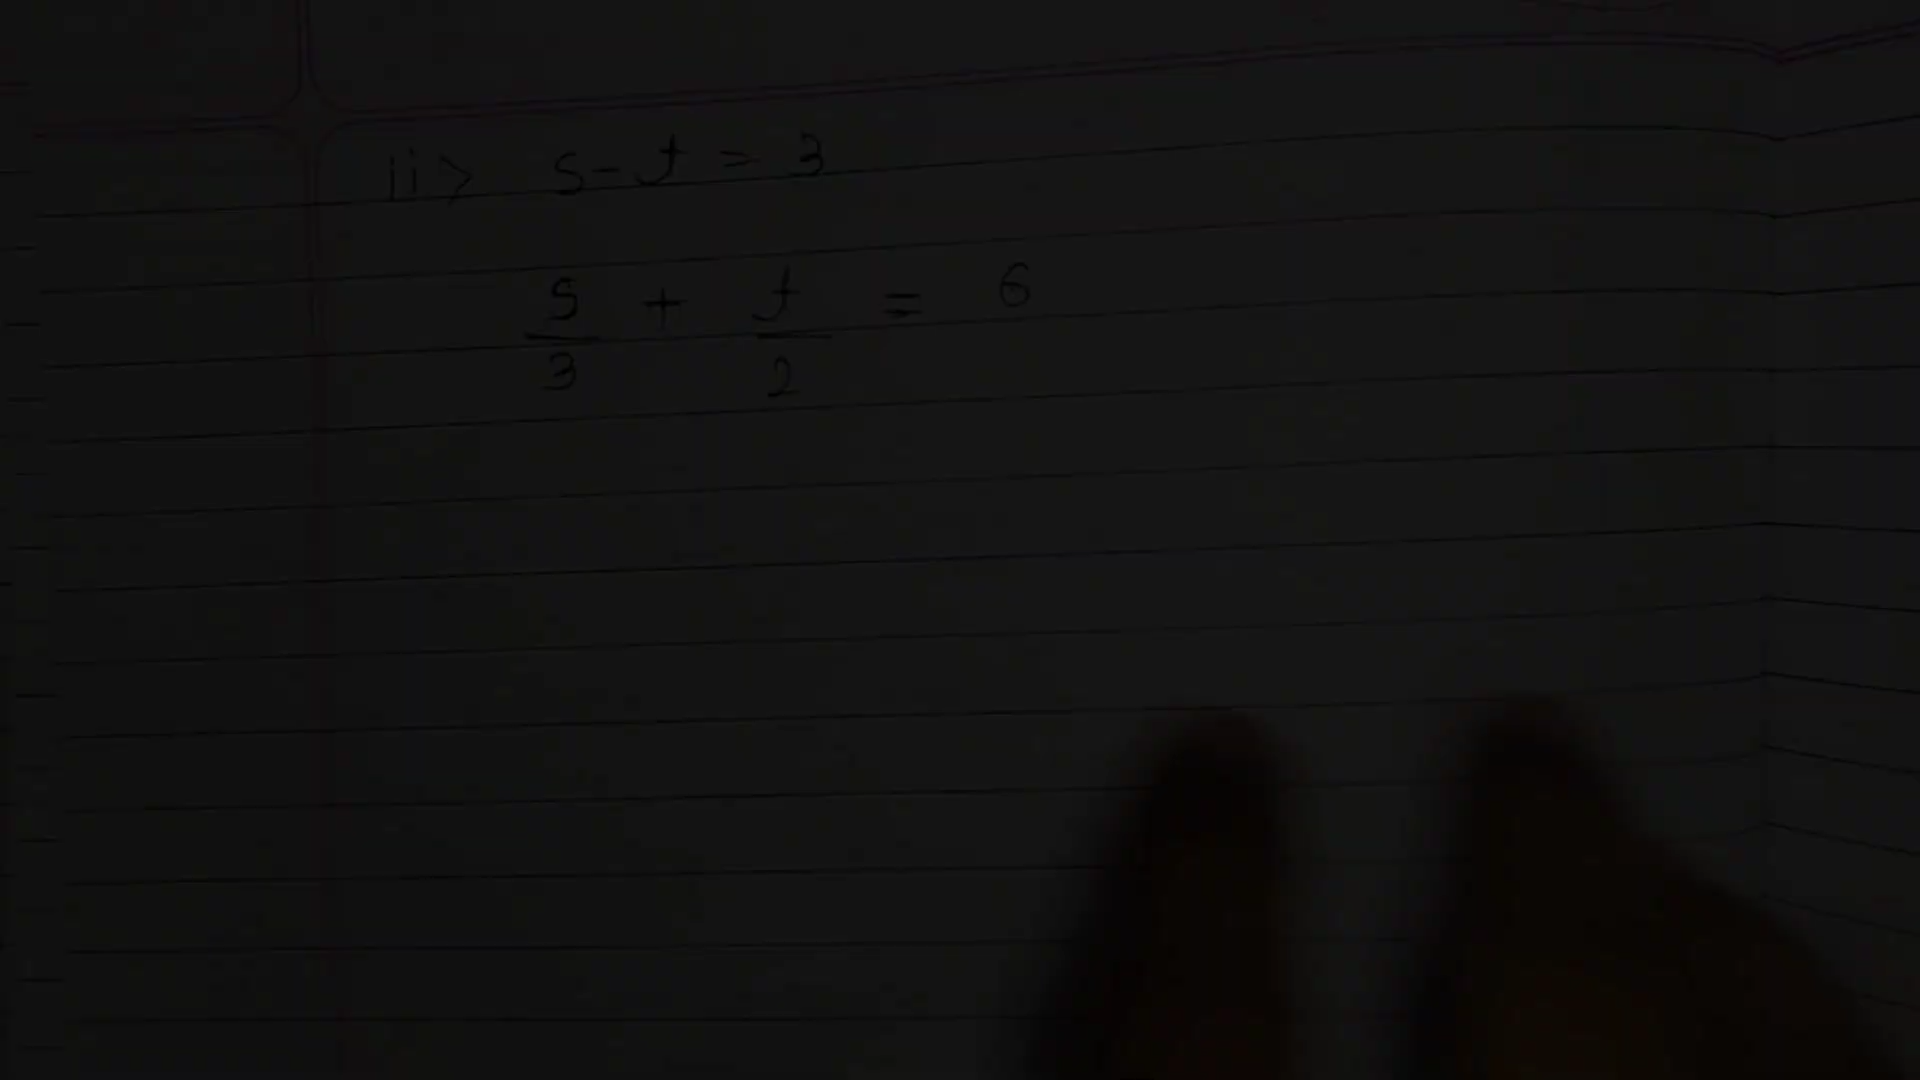 ii> s - t = 3
s/3 + t/2 = 6